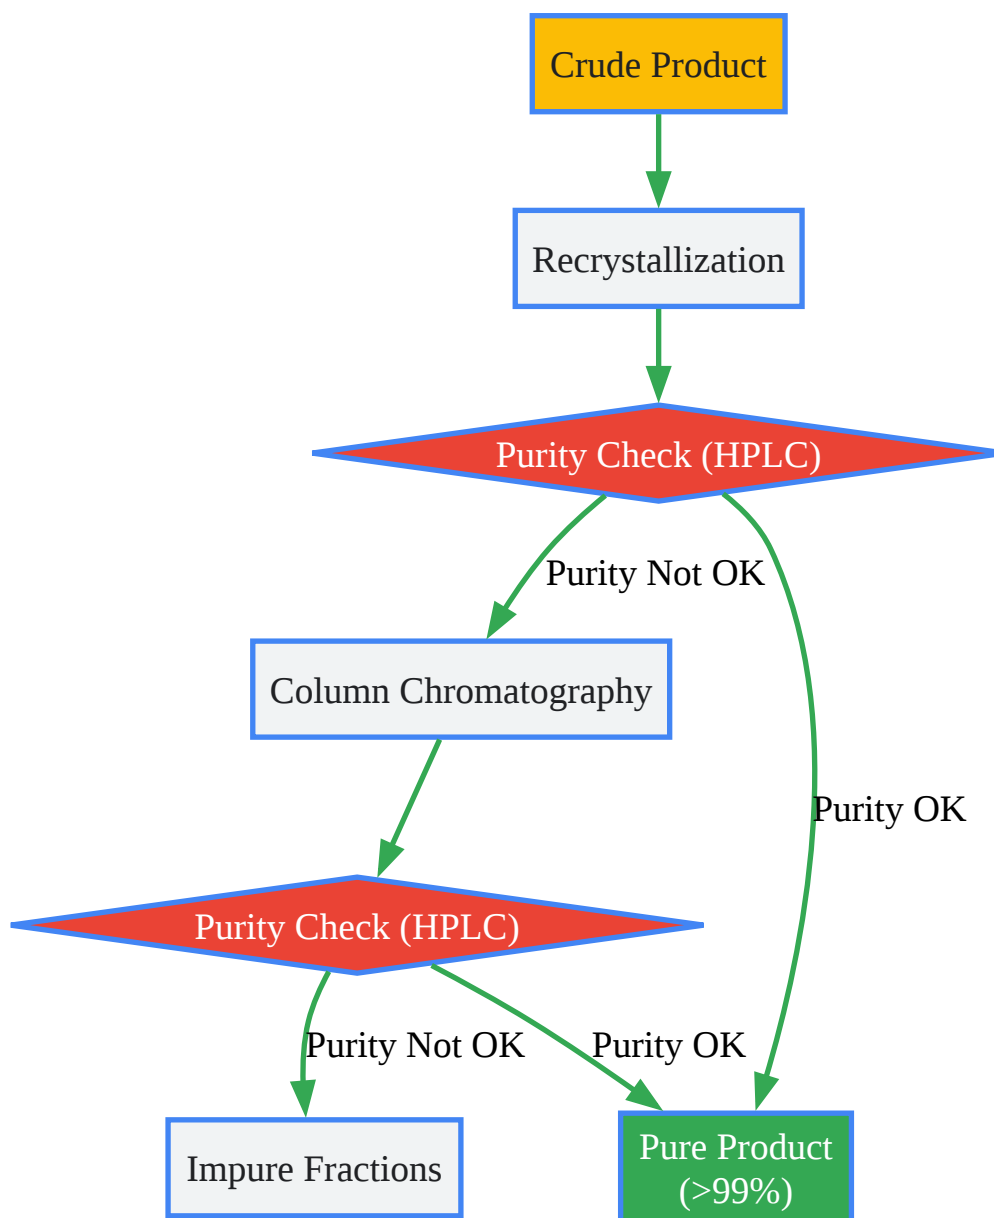 Crude Product
Recrystallization
Purity Check (HPLC)
Purity Not OK
Column Chromatography
Purity OK
Purity Check (HPLC)
Purity Not OK
Purity OK
Impure Fractions
Pure Product
(>99%)